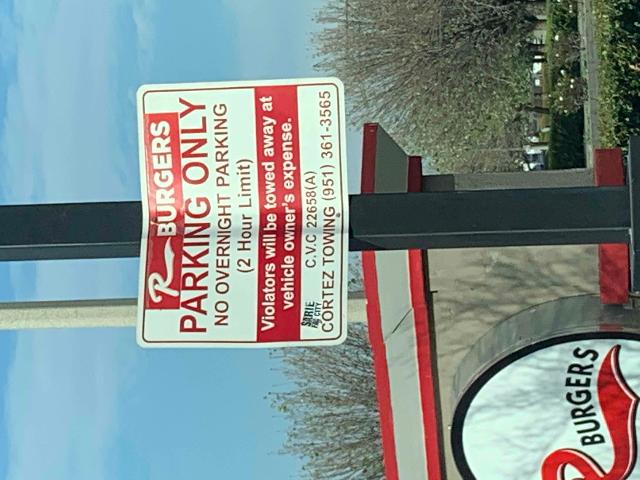 R BURGERS
PARKING ONLY
NO OVERNIGHT PARKING
(2 Hour Limit)
Violators will be towed away at
vehicle owner's expense.
C.V.C 22658(A)
CORTEZ TOWING (951) 361-3565
R BURGERS